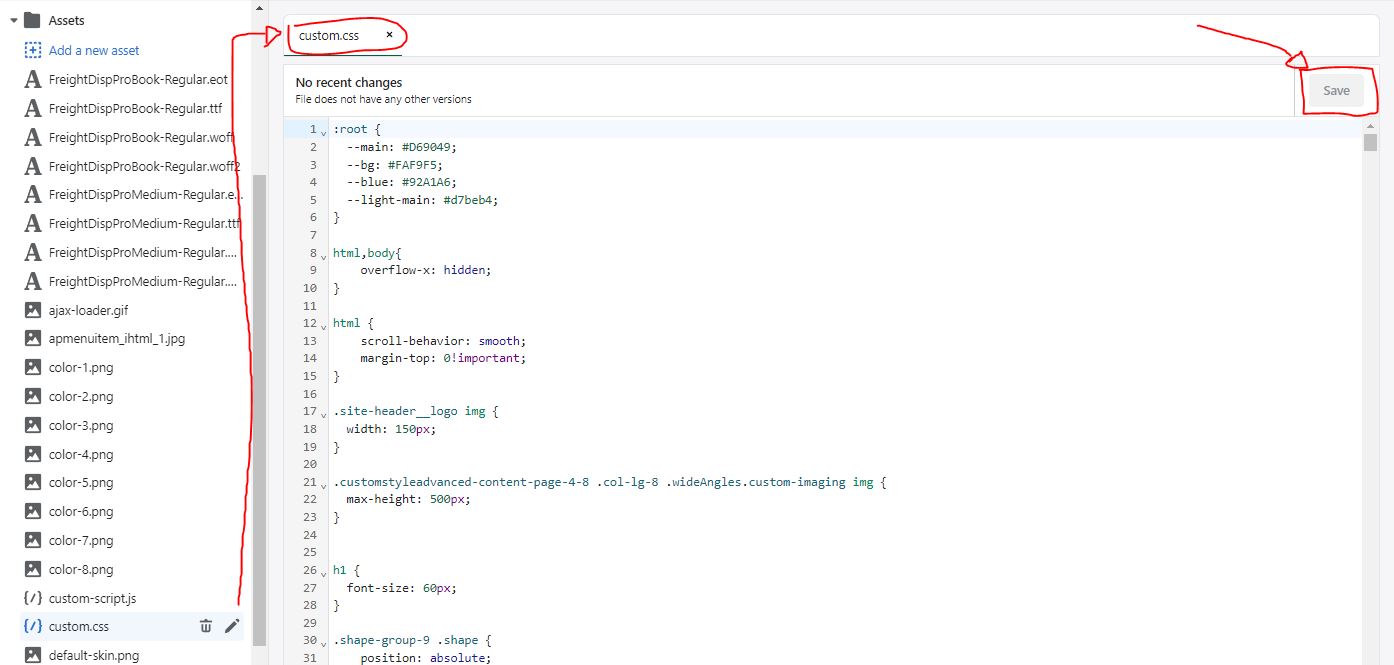 Assets
Add a new asset
FreightDispProBook-Regular.eot
FreightDispProBook-Regular.ttf
FreightDispProBook-Regular.woff
FreightDispProBook-Regular.woff2
FreightDispProMedium-Regular.e...
FreightDispProMedium-Regular.ttf
FreightDispProMedium-Regular....
FreightDispProMedium-Regular....
ajax-loader.gif
apmenuitem_ihtml_1.jpg
color-1.png
color-2.png
color-3.png
color-4.png
color-5.png
color-6.png
color-7.png
color-8.png
custom-script.js
custom.css
default-skin.png
custom.css ×
No recent changes
File does not have any other versions
Save
1 :root {
2 --main: #D69049;
3 --bg: #FAF9F5;
4 --blue: #92A1A6;
5 --light-main: #d7beb4;
6 }
7
8 html,body{
9 overflow-x: hidden;
10 }
11
12 html {
13 scroll-behavior: smooth;
14 margin-top: 0!important;
15 }
16
17 .site-header__logo img {
18 width: 150px;
19 }
20
21 .customstyleadvanced-content-page-4-8 .col-lg-8 .wideAngles.custom-imaging img {
22 max-height: 500px;
23 }
24
25
26 h1 {
27 font-size: 60px;
28 }
29
30 .shape-group-9 .shape {
31 position: absolute;